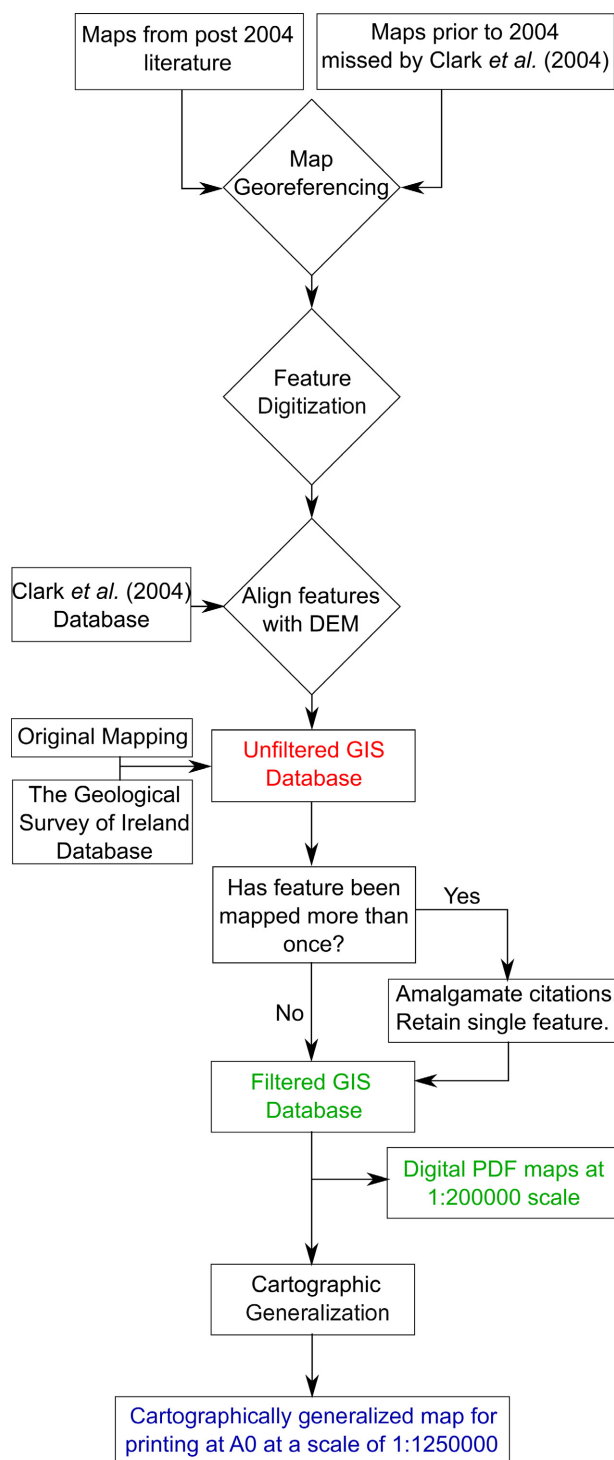 Maps from post 2004
literature
Maps prior to 2004
missed by Clark et al. (2004)
Map
Georeferencing
Feature
Digitization
Clark et al. (2004)
Database
Align features
with DEM
Original Mapping
The Geological
Survey of Ireland
Database
Unfiltered GIS
Database
Has feature been
mapped more than
once?
Yes
Amalgamate citations
Retain single feature.
No
Filtered GIS
Database
Digital PDF maps at
1:200000 scale
Cartographic
Generalization
Cartographically generalized map for
printing at A0 at a scale of 1:1250000